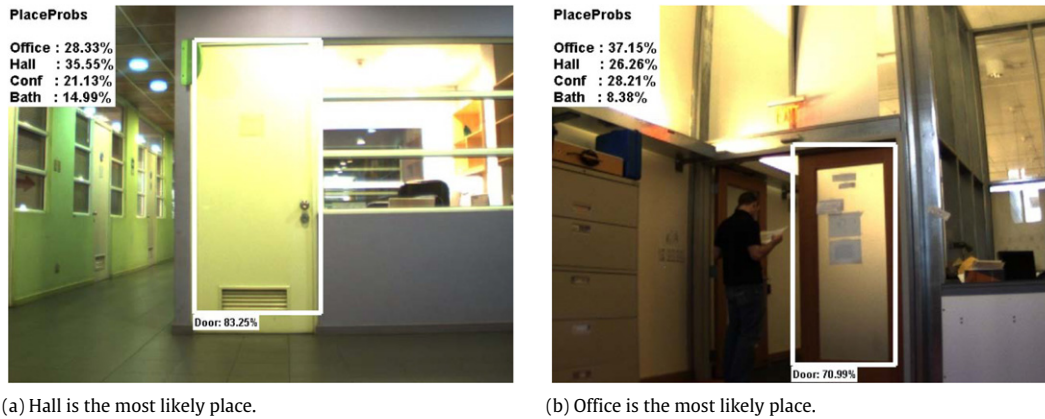 PlaceProbs
Office : 28.33%
Hall : 35.55%
Conf : 21.13%
Bath : 14.99%
Door: 83.25%
(a) Hall is the most likely place.
PlaceProbs
Office : 37.15%
Hall : 26.26%
Conf : 28.21%
Bath : 8.38%
Door: 70.99%
(b) Office is the most likely place.